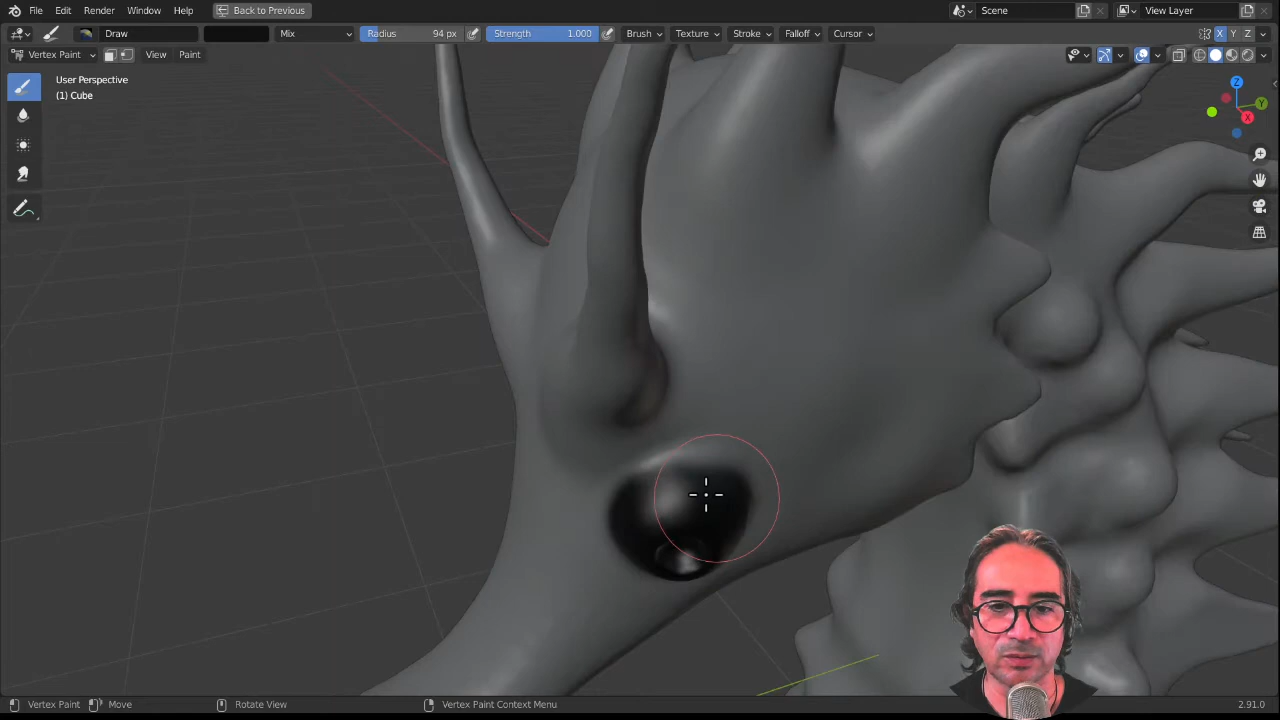 File Edit Render Window Help Back to Previous Scene View Layer
Draw Mix Radius 94 px Strength 1.000 Brush Texture Stroke Falloff Cursor X Y Z
Vertex Paint View Paint
User Perspective
(1) Cube
Z
Y
X
Vertex Paint Move Rotate View Vertex Paint Context Menu 2.91.0